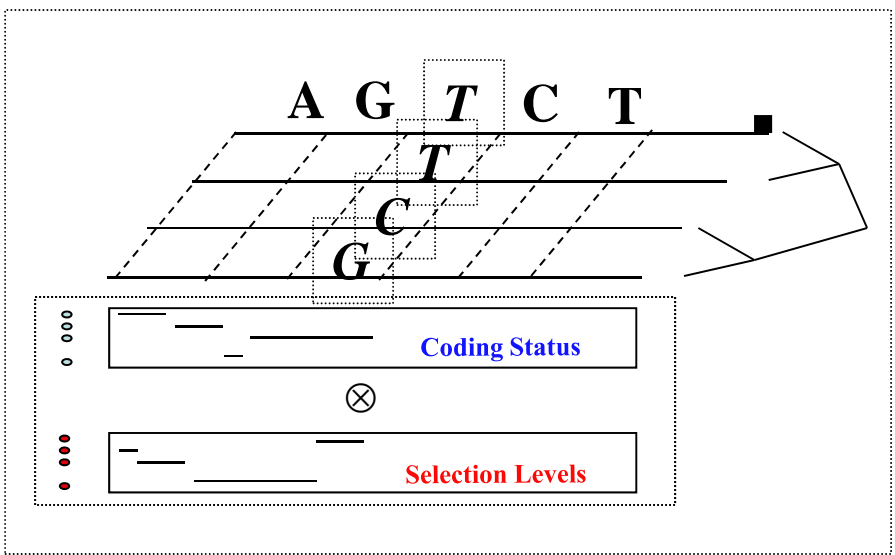 A G T C T
T
C
G
Coding Status
Selection Levels